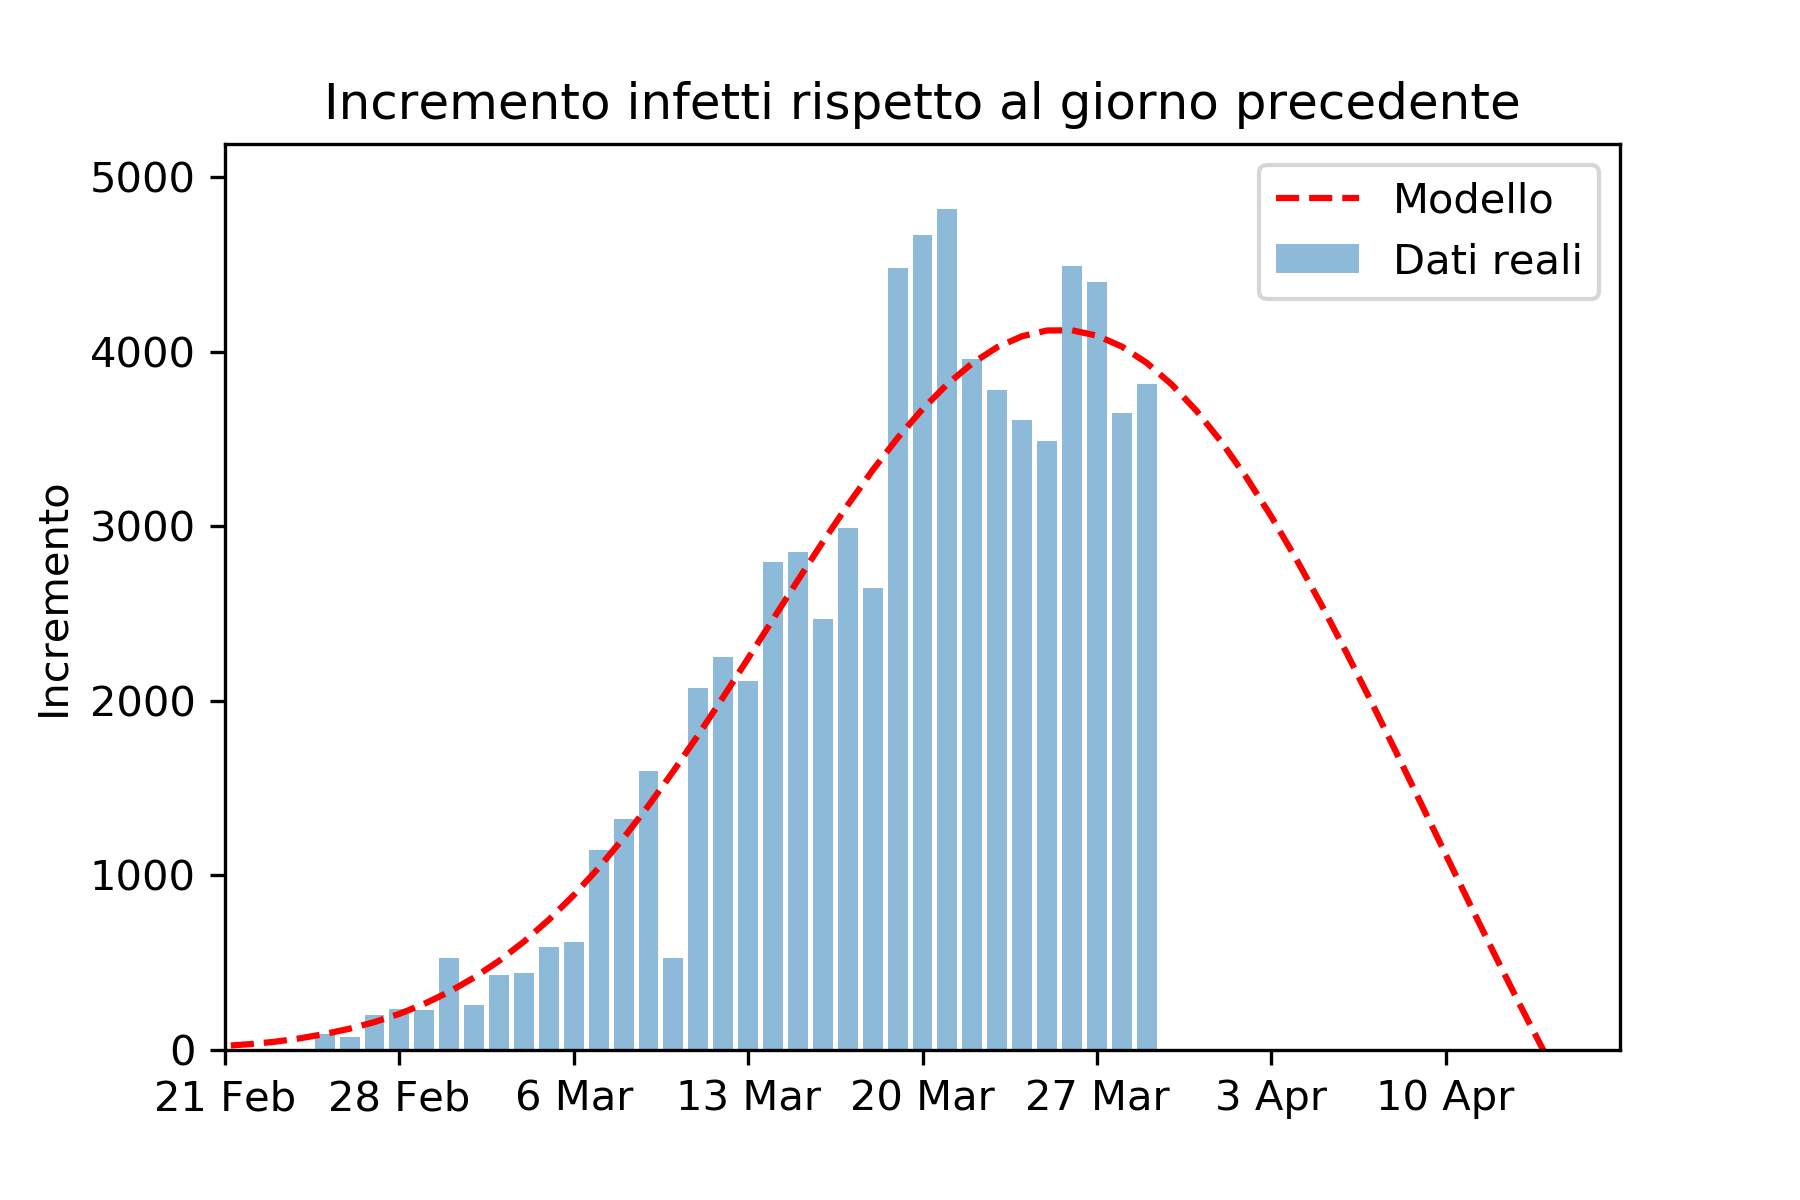 Incremento infetti rispetto al giorno precedente
5000
4000
3000
2000
1000
0
Incremento
Modello
Dati reali
21 Feb 28 Feb 6 Mar 13 Mar 20 Mar 27 Mar 3 Apr 10 Apr